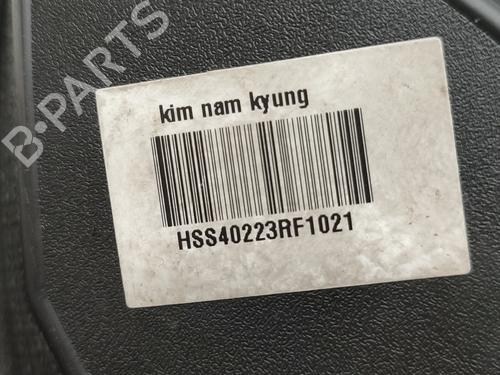 B-PARTS
kim nam kyung
HSS40223RF1021